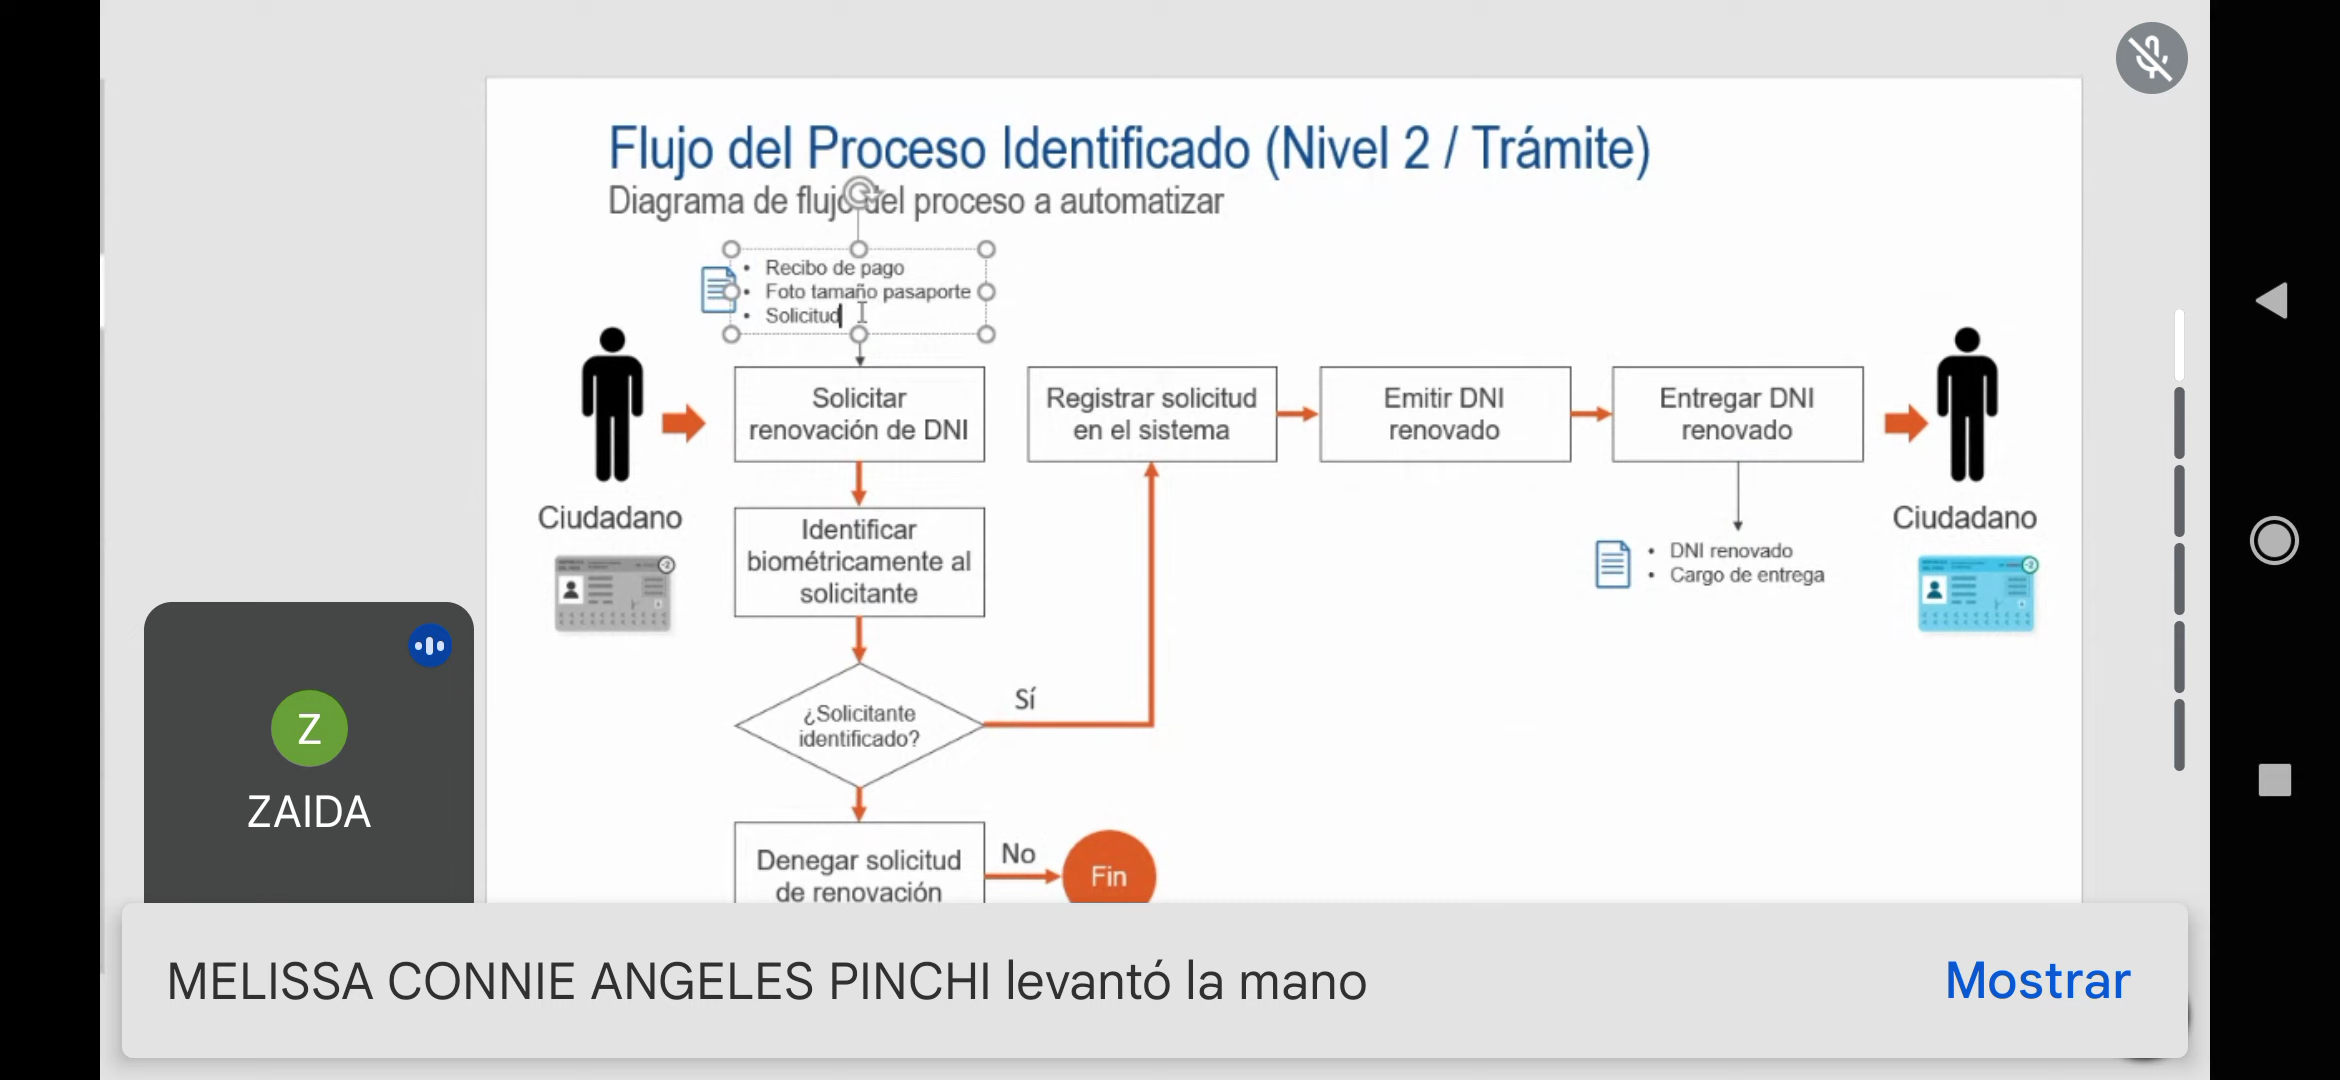 Flujo del Proceso Identificado (Nivel 2 / Trámite)
Diagrama de flujo del proceso a automatizar
• Recibo de pago
• Foto tamaño pasaporte
• Solicitud
Solicitar
renovación de DNI
Registrar solicitud
en el sistema
Emitir DNI
renovado
Entregar DNI
renovado
Ciudadano
Ciudadano
Identificar
biométricamente al
solicitante
• DNI renovado
• Cargo de entrega
¿Solicitante
identificado?
Sí
Z
ZAIDA
Denegar solicitud
de renovación
No
Fin
MELISSA CONNIE ANGELES PINCHI levantó la mano
Mostrar